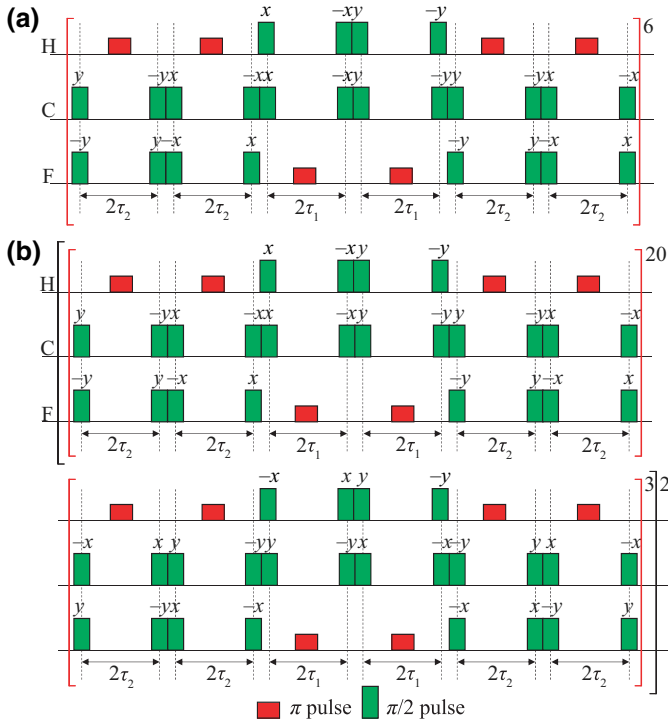 (a)
x −xy −y 6
H
y −yx −xx −xy −yy −yx −x
C
−y y−x x −y y−x x
F
2τ₂ 2τ₂ 2τ₁ 2τ₁ 2τ₂ 2τ₂
(b)
x −xy −y 20
H
y −yx −xx −xy −yy −yx −x
C
−y y−x x −y y−x x
F
2τ₂ 2τ₂ 2τ₁ 2τ₁ 2τ₂ 2τ₂
−x x y −y 3 2
−x x y −yy −yx −x−y y x −x
y −yx −x −x x−y y
2τ₂ 2τ₂ 2τ₁ 2τ₁ 2τ₂ 2τ₂
π pulse π/2 pulse